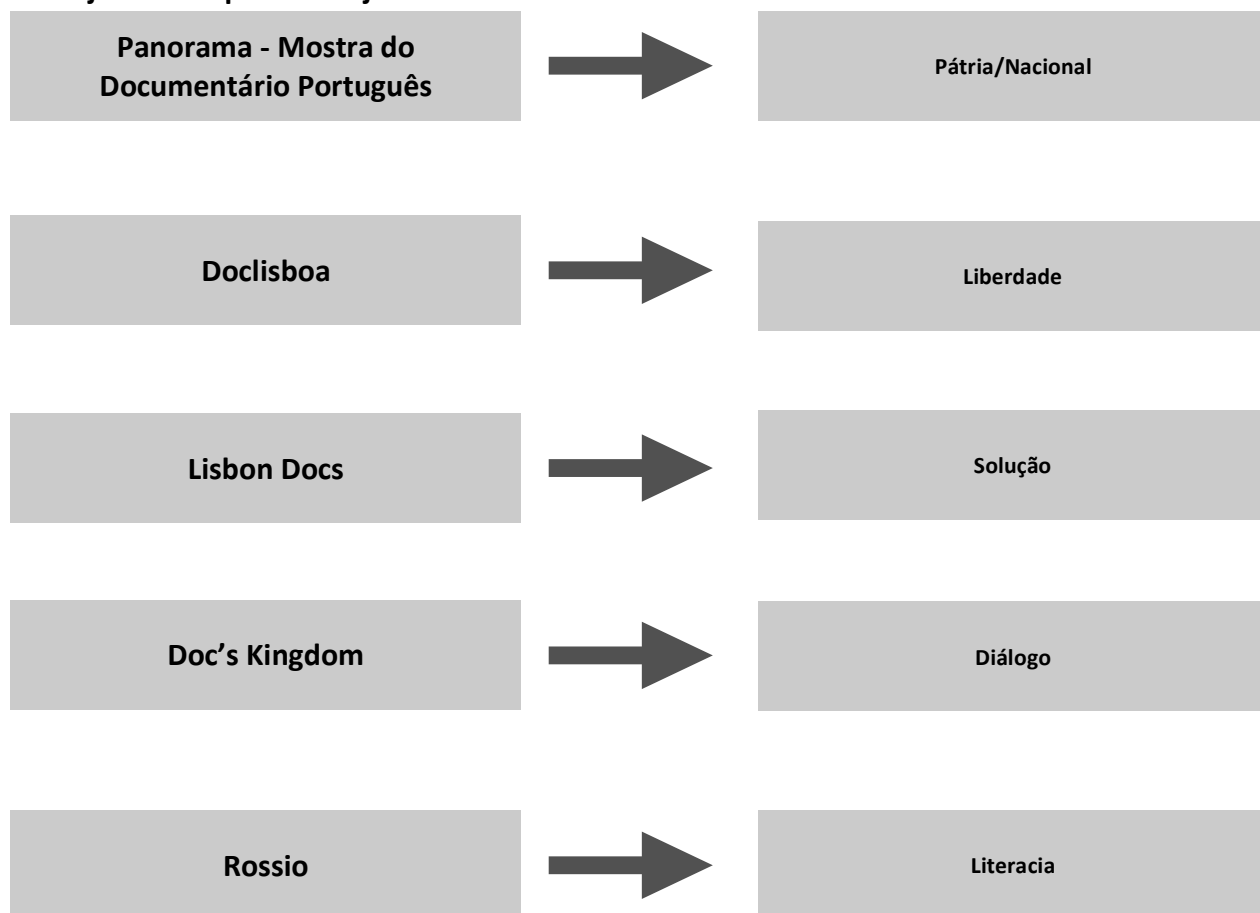 Panorama - Mostra do
Documentário Português
Pátria/Nacional
Doclisboa
Liberdade
Lisbon Docs
Solução
Doc’s Kingdom
Diálogo
Rossio
Literacia